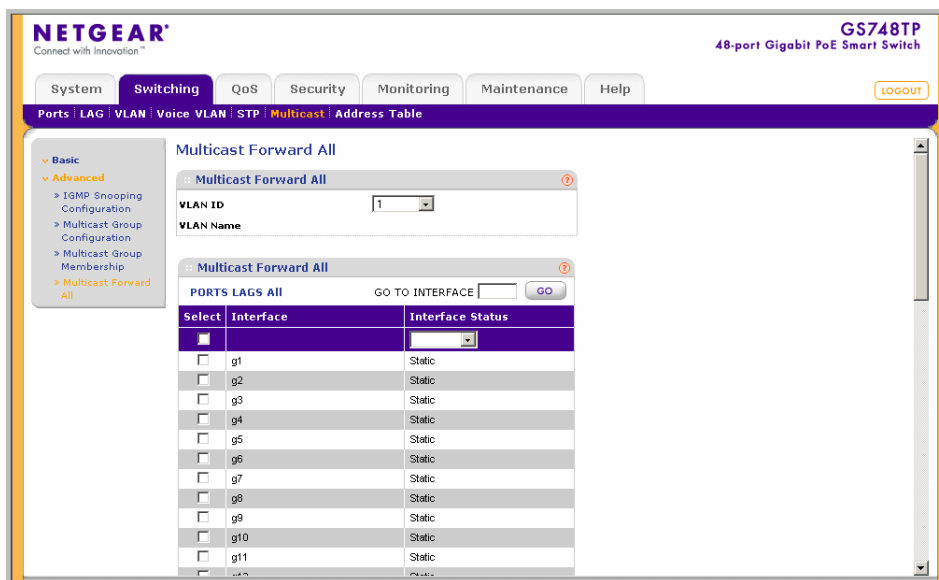 NETGEAR®
Connect with Innovation™
GS748TP
48-port Gigabit PoE Smart Switch
System Switching QoS Security Monitoring Maintenance Help LOGOUT
Ports LAG VLAN Voice VLAN STP Multicast Address Table
Basic
Advanced
» IGMP Snooping
Configuration
» Multicast Group
Configuration
» Multicast Group
Membership
» Multicast Forward
All
Multicast Forward All
Multicast Forward All ?
VLAN ID 1
VLAN Name
Multicast Forward All ?
PORTS LAGS All GO TO INTERFACE GO
Select Interface Interface Status
g1 Static
g2 Static
g3 Static
g4 Static
g5 Static
g6 Static
g7 Static
g8 Static
g9 Static
g10 Static
g11 Static